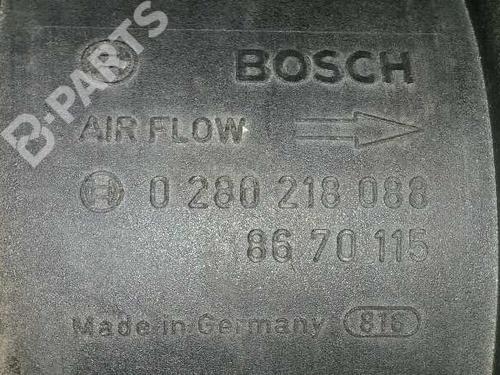 B-PARTS
BOSCH
AIR FLOW
0 280 218 088
86 70 115
Made in Germany 816